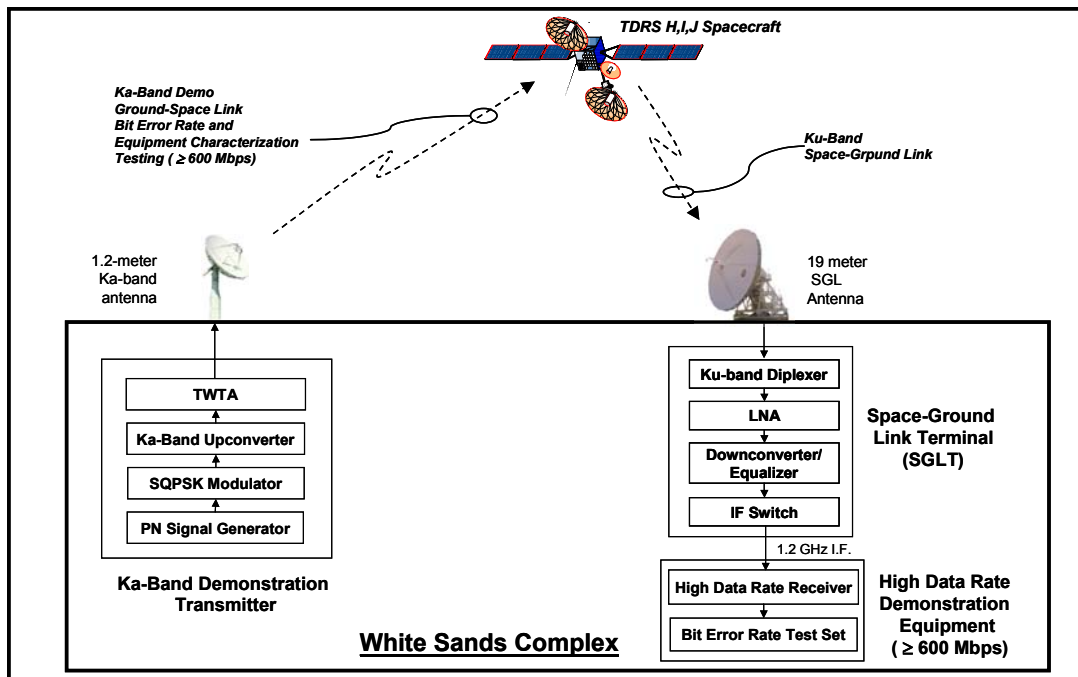 TDRS H,I,J Spacecraft
Ka-Band Demo
Ground-Space Link
Bit Error Rate and
Equipment Characterization
Testing ( ≥ 600 Mbps)
Ku-Band
Space-Grpund Link
1.2-meter
Ka-band
antenna
19 meter
SGL
Antenna
TWTA
Ka-Band Upconverter
SQPSK Modulator
PN Signal Generator
Ka-Band Demonstration
Transmitter
Ku-band Diplexer
LNA
Downconverter/
Equalizer
IF Switch
Space-Ground
Link Terminal
(SGLT)
1.2 GHz I.F.
High Data Rate Receiver
Bit Error Rate Test Set
High Data Rate
Demonstration
Equipment
( ≥ 600 Mbps)
White Sands Complex